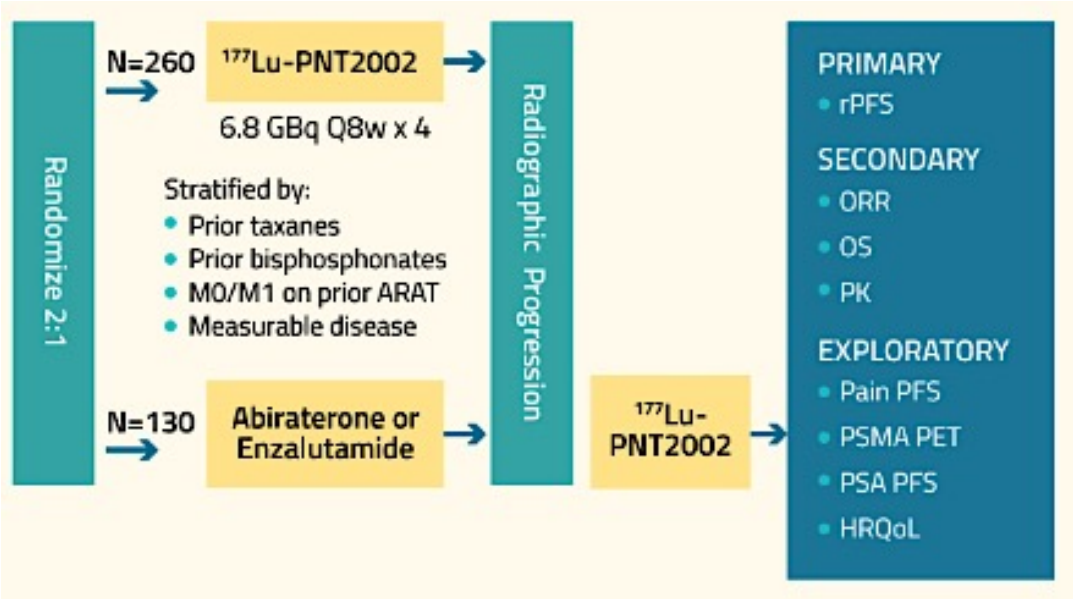 Randomize 2:1
N=260
¹⁷⁷Lu-PNT2002
6.8 GBq Q8w x 4
Stratified by:
• Prior taxanes
• Prior bisphosphonates
• M0/M1 on prior ARAT
• Measurable disease
N=130
Abiraterone or
Enzalutamide
Radiographic Progression
¹⁷⁷Lu-
PNT2002
PRIMARY
• rPFS
SECONDARY
• ORR
• OS
• PK
EXPLORATORY
• Pain PFS
• PSMA PET
• PSA PFS
• HRQoL